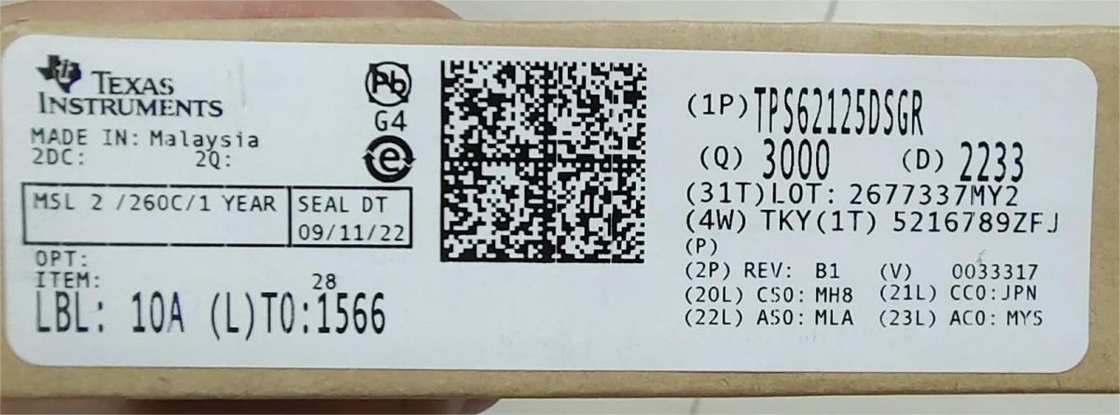 TEXAS
INSTRUMENTS
MADE IN: Malaysia
2DC: 2Q:
Pb
G4
e
MSL 2 /260C/1 YEAR
SEAL DT
09/11/22
OPT:
ITEM: 28
LBL: 10A (L)TO:1566
(1P)TPS62125DSGR
(Q) 3000 (D) 2233
(31T)LOT: 2677337MY2
(4W) TKY(1T) 5216789ZFJ
(P)
(2P) REV: B1 (V) 0033317
(20L) CSO: MH8 (21L) CCO:JPN
(22L) ASO: MLA (23L) ACO: MYS